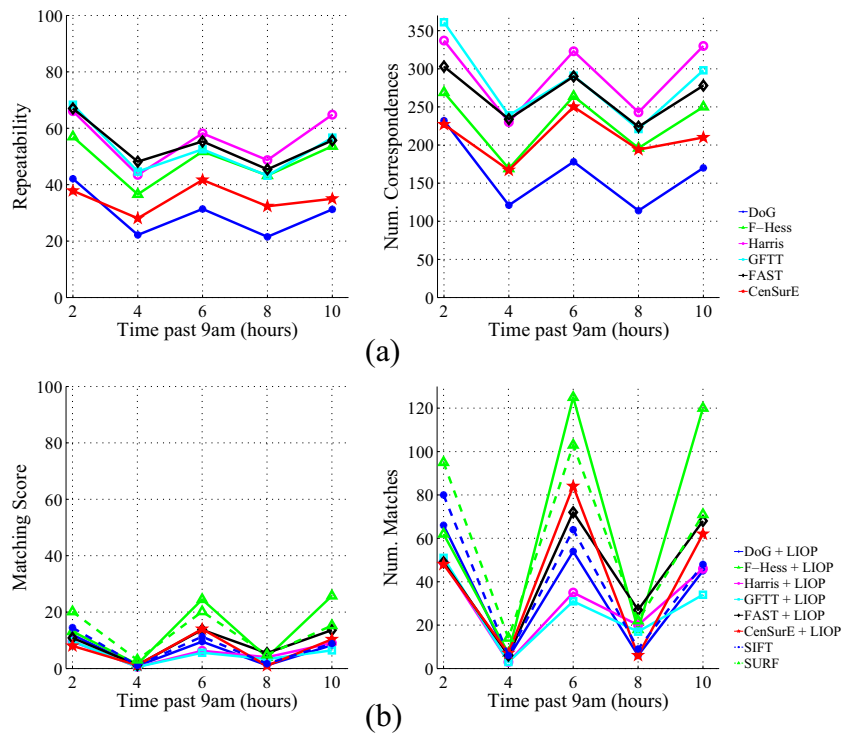 100
80
60
40
20
0
2 4 6 8 10
Repeatability
Time past 9am (hours)
350
300
250
200
150
100
50
0
2 4 6 8 10
Num. Correspondences
Time past 9am (hours)
DoG
F−Hess
Harris
GFTT
FAST
CenSurE
(a)
100
80
60
40
20
0
2 4 6 8 10
Matching Score
Time past 9am (hours)
120
100
80
60
40
20
0
2 4 6 8 10
Num. Matches
Time past 9am (hours)
DoG + LIOP
F−Hess + LIOP
Harris + LIOP
GFTT + LIOP
FAST + LIOP
CenSurE + LIOP
SIFT
SURF
(b)